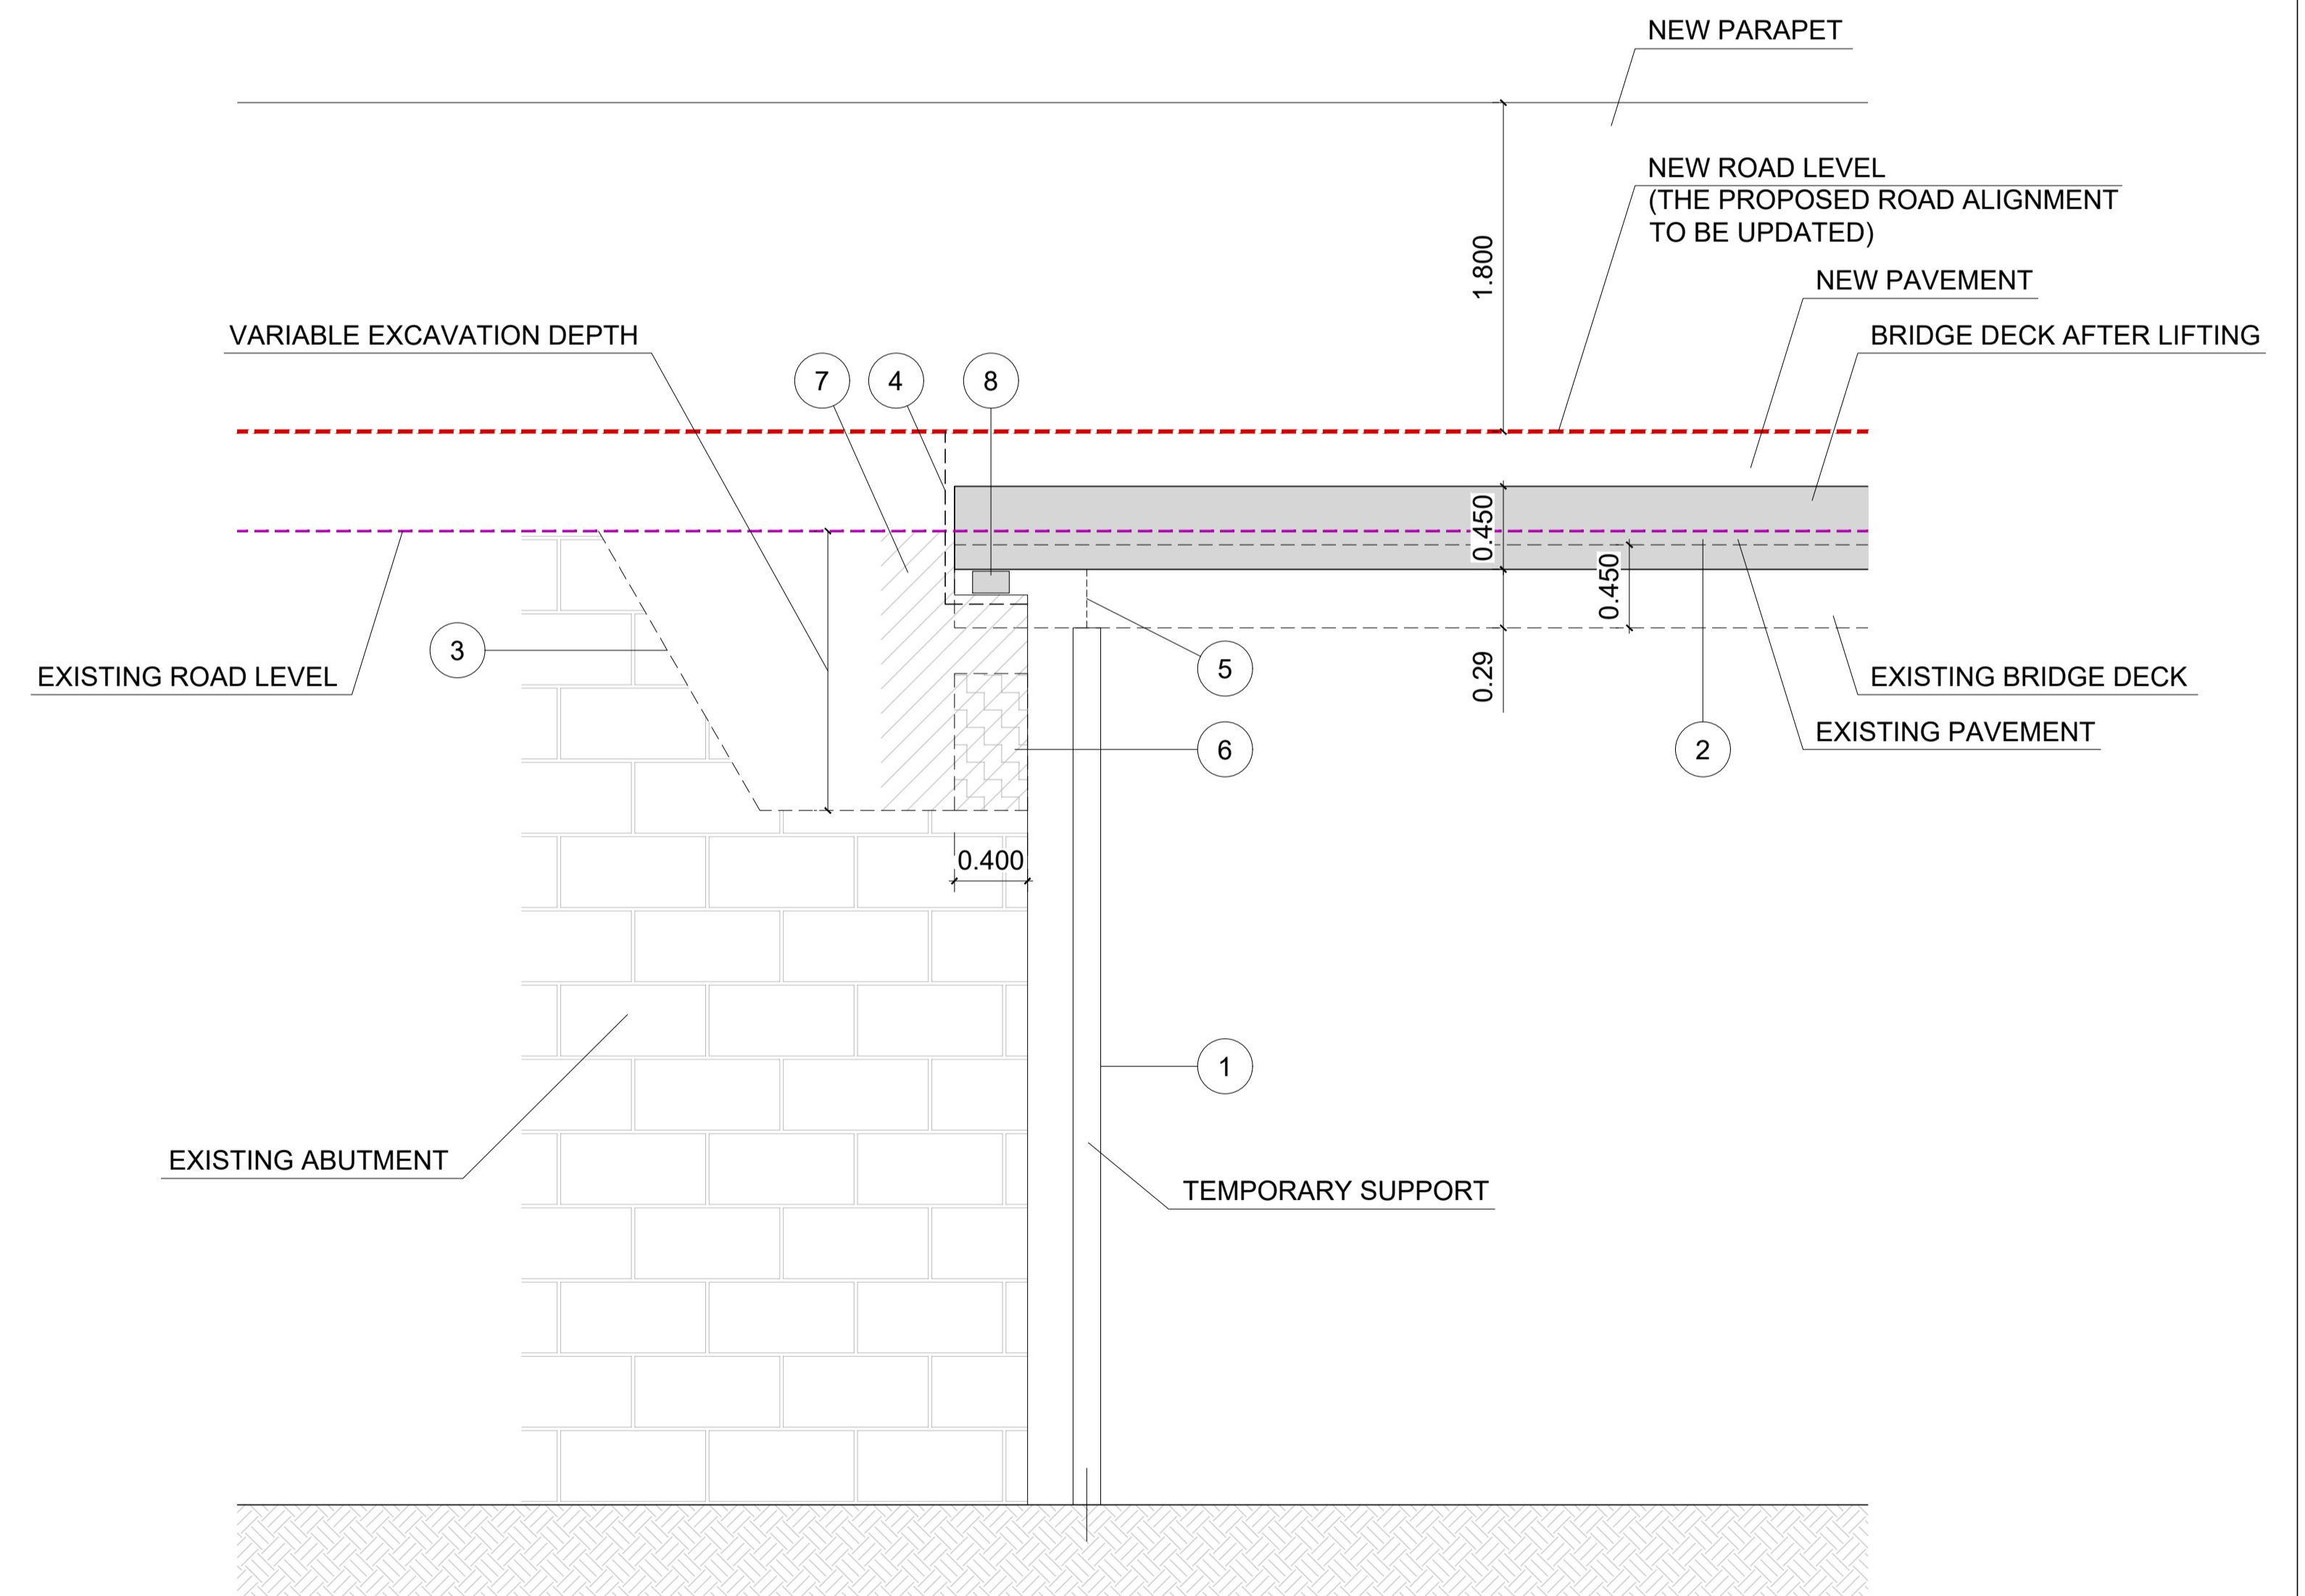 NEW PARAPET
NEW ROAD LEVEL
(THE PROPOSED ROAD ALIGNMENT
TO BE UPDATED)
1.800
NEW PAVEMENT
VARIABLE EXCAVATION DEPTH
BRIDGE DECK AFTER LIFTING
7
4
8
0.450
0.450
3
5
EXISTING ROAD LEVEL
0.29
EXISTING BRIDGE DECK
6
2
EXISTING PAVEMENT
0.400
1
EXISTING ABUTMENT
TEMPORARY SUPPORT